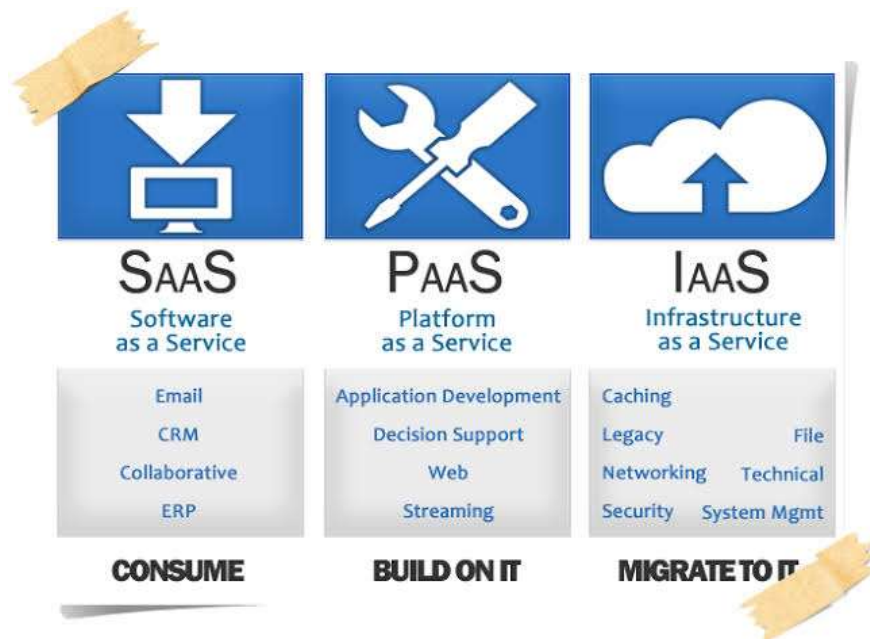 SaaS
Software
as a Service
Email
CRM
Collaborative
ERP
CONSUME
PaaS
Platform
as a Service
Application Development
Decision Support
Web
Streaming
BUILD ON IT
IaaS
Infrastructure
as a Service
Caching
Legacy File
Networking Technical
Security System Mgmt
MIGRATE TO IT